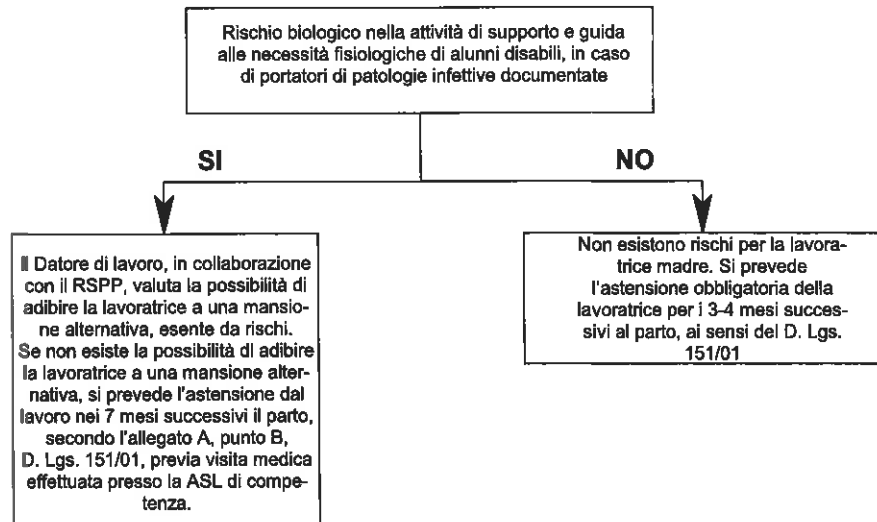 Rischio biologico nella attività di supporto e guida
alle necessità fisiologiche di alunni disabili, in caso
di portatori di patologie infettive documentate
SI
NO
Il Datore di lavoro, in collaborazione
con il RSPP, valuta la possibilità di
adibire la lavoratrice a una mansio-
ne alternativa, esente da rischi.
Se non esiste la possibilità di adibire
la lavoratrice a una mansione alter-
nativa, si prevede l'astensione dal
lavoro nei 7 mesi successivi il parto,
secondo l'allegato A, punto B,
D. Lgs. 151/01, previa visita medica
effettuata presso la ASL di compe-
tenza.
Non esistono rischi per la lavora-
trice madre. Si prevede
l'astensione obbligatoria della
lavoratrice per i 3-4 mesi succes-
sivi al parto, ai sensi del D. Lgs.
151/01